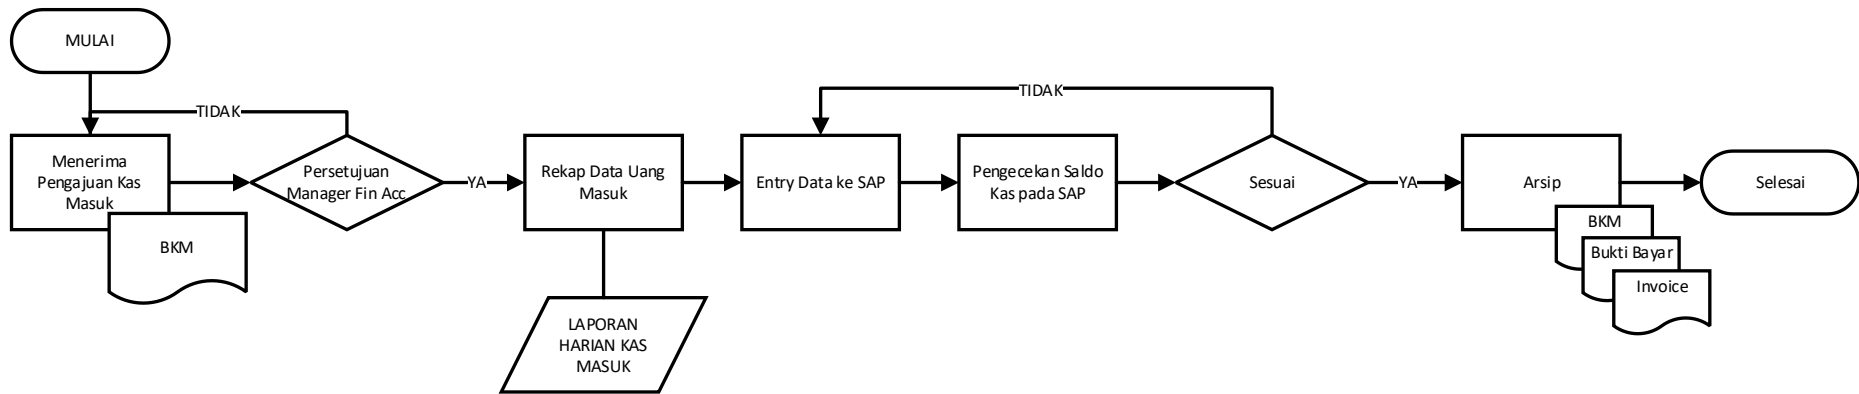 MULAI
TIDAK
Menerima
Pengajuan Kas
Masuk
BKM
Persetujuan
Manager Fin Acc
YA
Rekap Data Uang
Masuk
LAPORAN
HARIAN KAS
MASUK
Entry Data ke SAP
Pengecekan Saldo
Kas pada SAP
TIDAK
Sesuai
YA
Arsip
BKM
Bukti Bayar
Invoice
Selesai